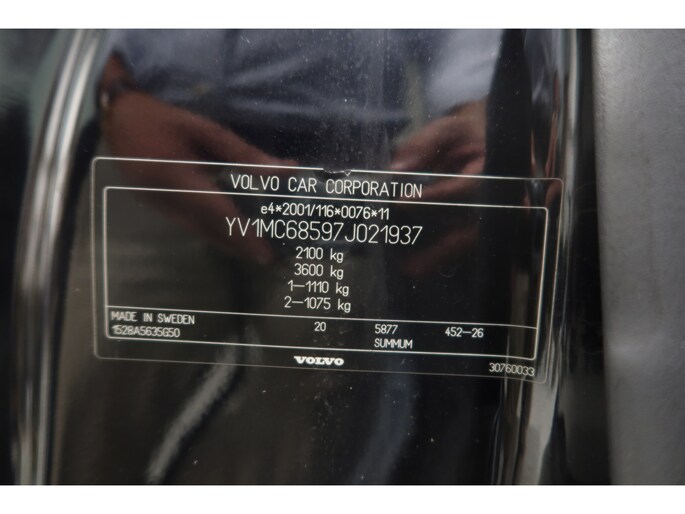 VOLVO CAR CORPORATION
e4*2001/116*0076*11
YV1MC68597J021937
2100 kg
3600 kg
1-1110 kg
2-1075 kg
MADE IN SWEDEN
1528A5635G50 20 5877 452-26
SUMMUM
VOLVO
30760033